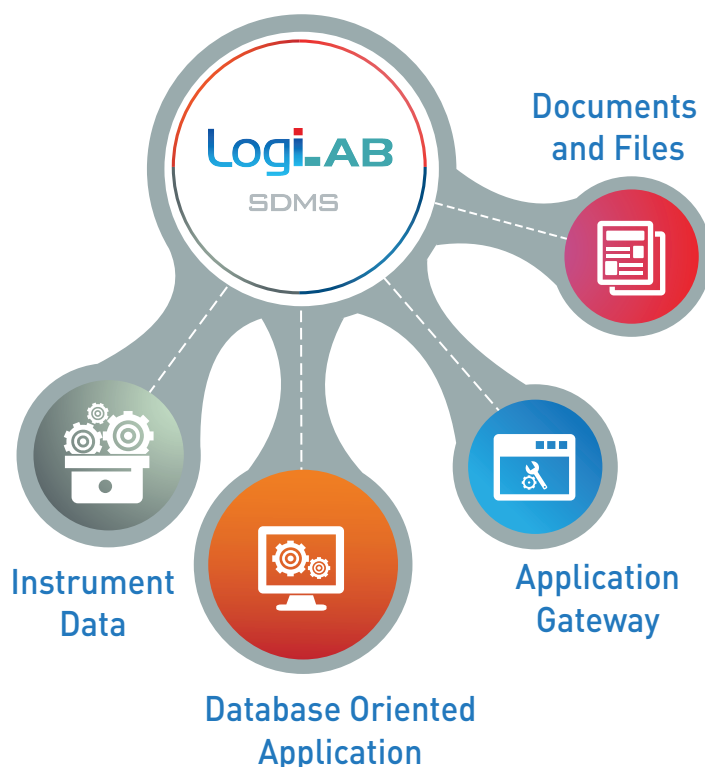 LogiLAB
SDMS
Documents
and Files
Instrument
Data
Application
Gateway
Database Oriented
Application